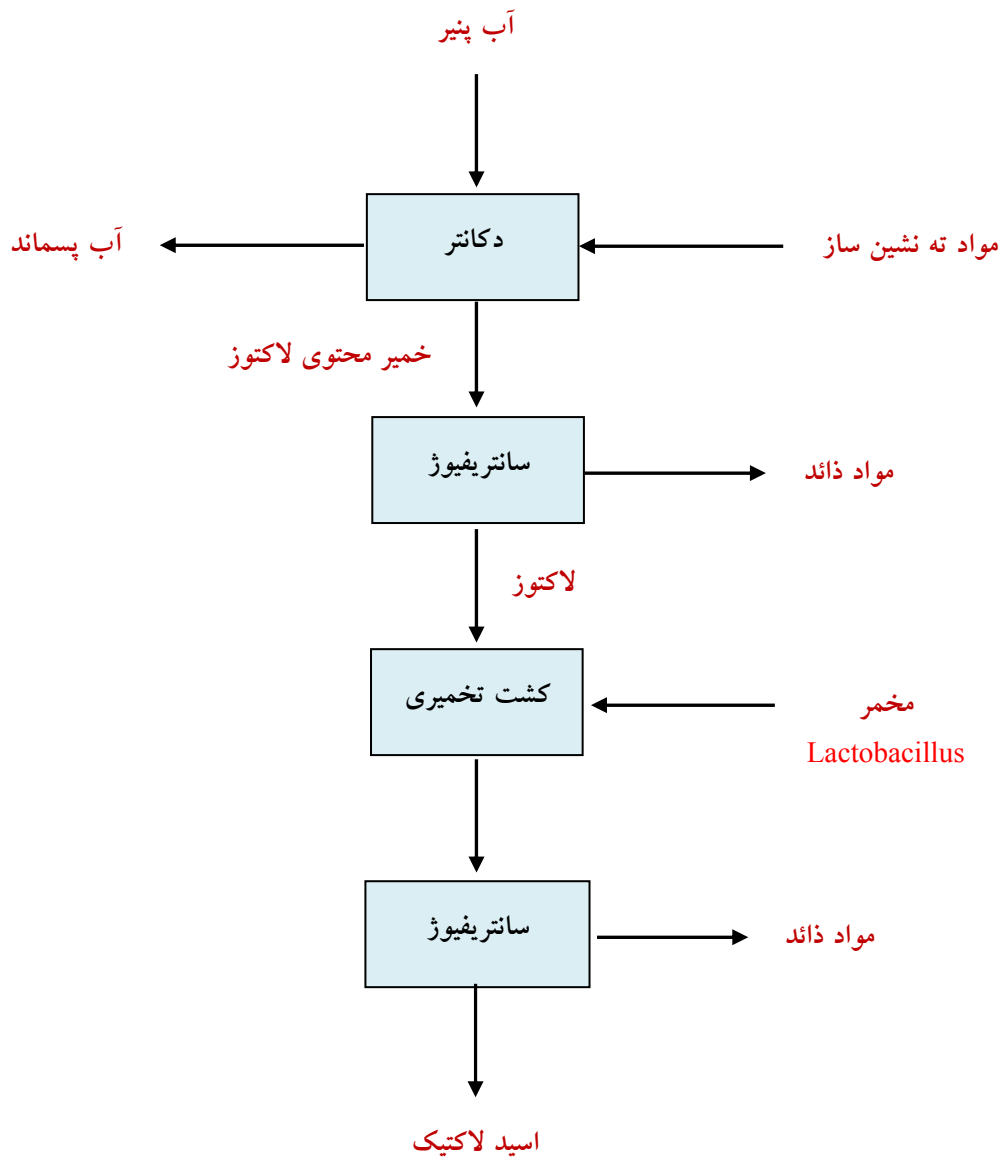 آب پنیر
دکانتر
مواد ته نشین ساز
آب پسماند
خمیر محتوی لاکتوز
سانتریفیوژ
مواد ذائد
لاکتوز
کشت تخمیری
مخمر
Lactobacillus
سانتریفیوژ
مواد ذائد
اسید لاکتیک